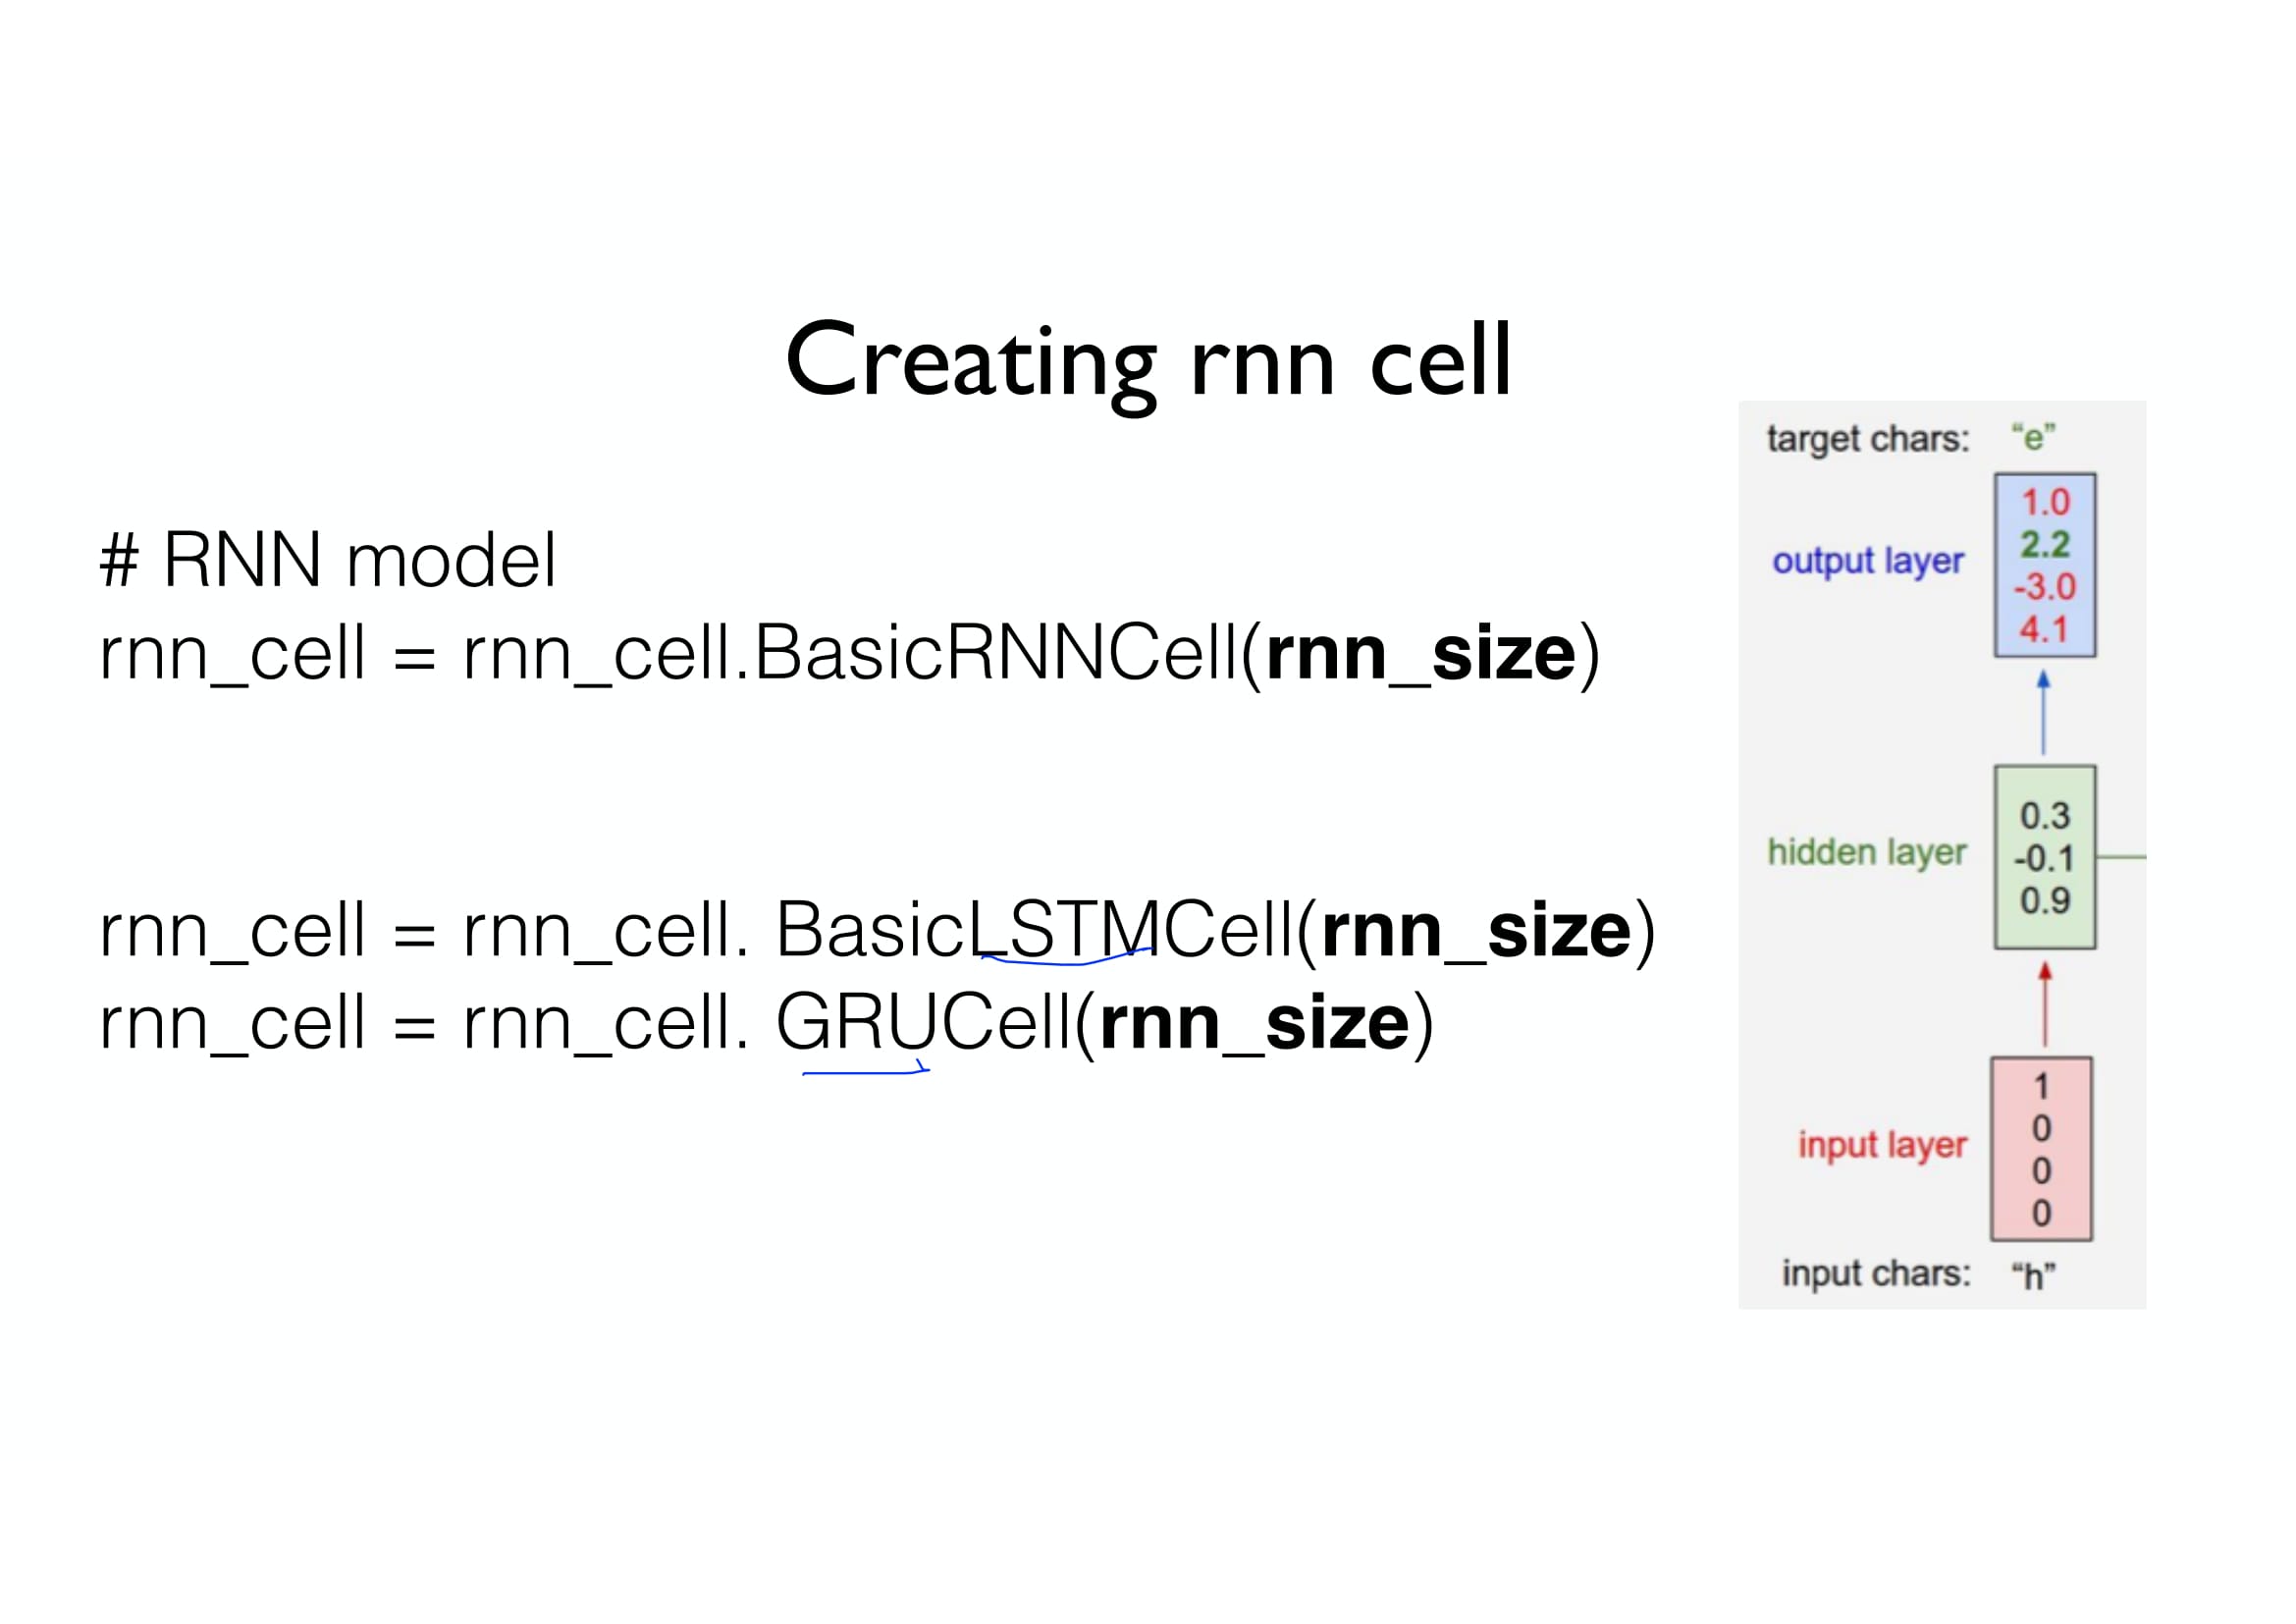 Creating rnn cell
# RNN model
rnn_cell = rnn_cell.BasicRNNCell(rnn_size)
rnn_cell = rnn_cell. BasicLSTMCell(rnn_size)
rnn_cell = rnn_cell. GRUCell(rnn_size)
target chars: “e”
output layer
1.0
2.2
-3.0
4.1
hidden layer
0.3
-0.1
0.9
input layer
1
0
0
0
input chars: “h”